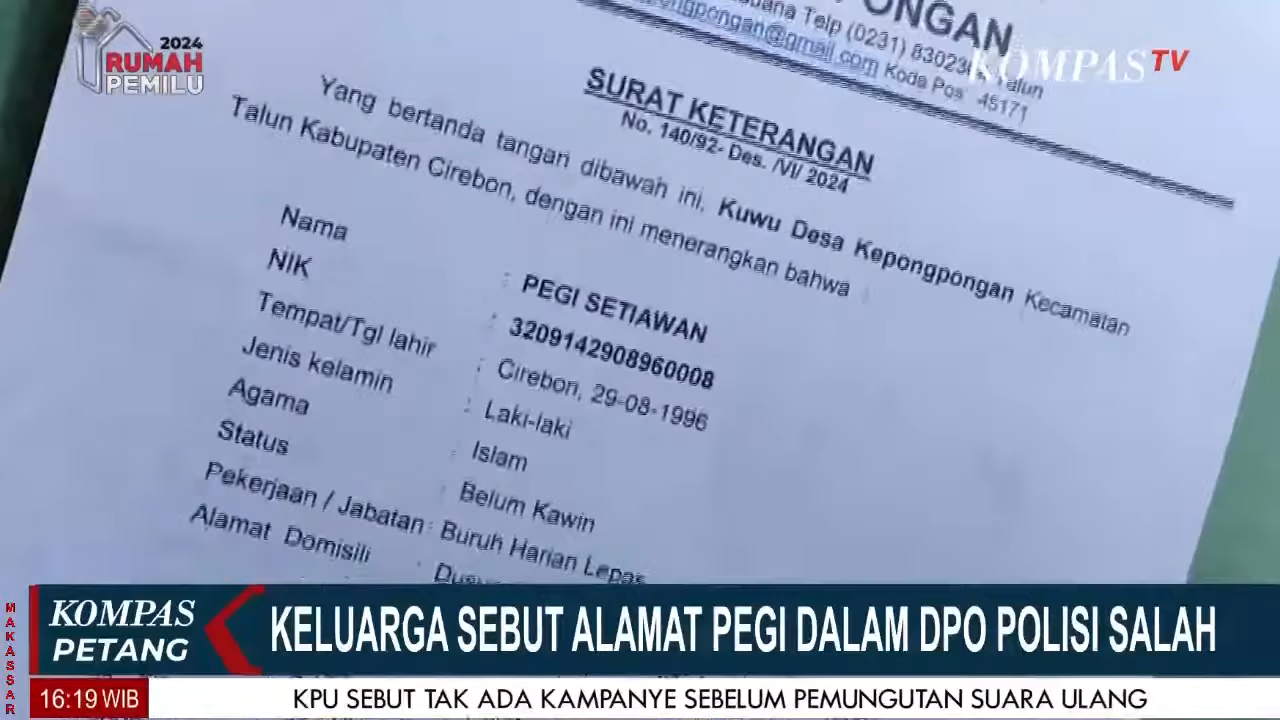 2024
RUMAH
PEMILU
KOMPAS TV
PONGAN
Telp (0231)
@gmail.com Kode Pos 45171
SURAT KETERANGAN
No. 140/92- Des. /VI/ 2024
Yang bertanda tangan dibawah ini, Kuwu Desa Kepongpongan Kecamatan
Talun Kabupaten Cirebon, dengan ini menerangkan bahwa :
Nama : PEGI SETIAWAN
NIK : 3209142908960008
Tempat/Tgl lahir : Cirebon, 29-08-1996
Jenis kelamin : Laki-laki
Agama : Islam
Status : Belum Kawin
Pekerjaan / Jabatan : Buruh Harian Lepas
Alamat Domisili :
KOMPAS
PETANG
KELUARGA SEBUT ALAMAT PEGI DALAM DPO POLISI SALAH
MAKASSAR
16:19 WIB
KPU SEBUT TAK ADA KAMPANYE SEBELUM PEMUNGUTAN SUARA ULANG